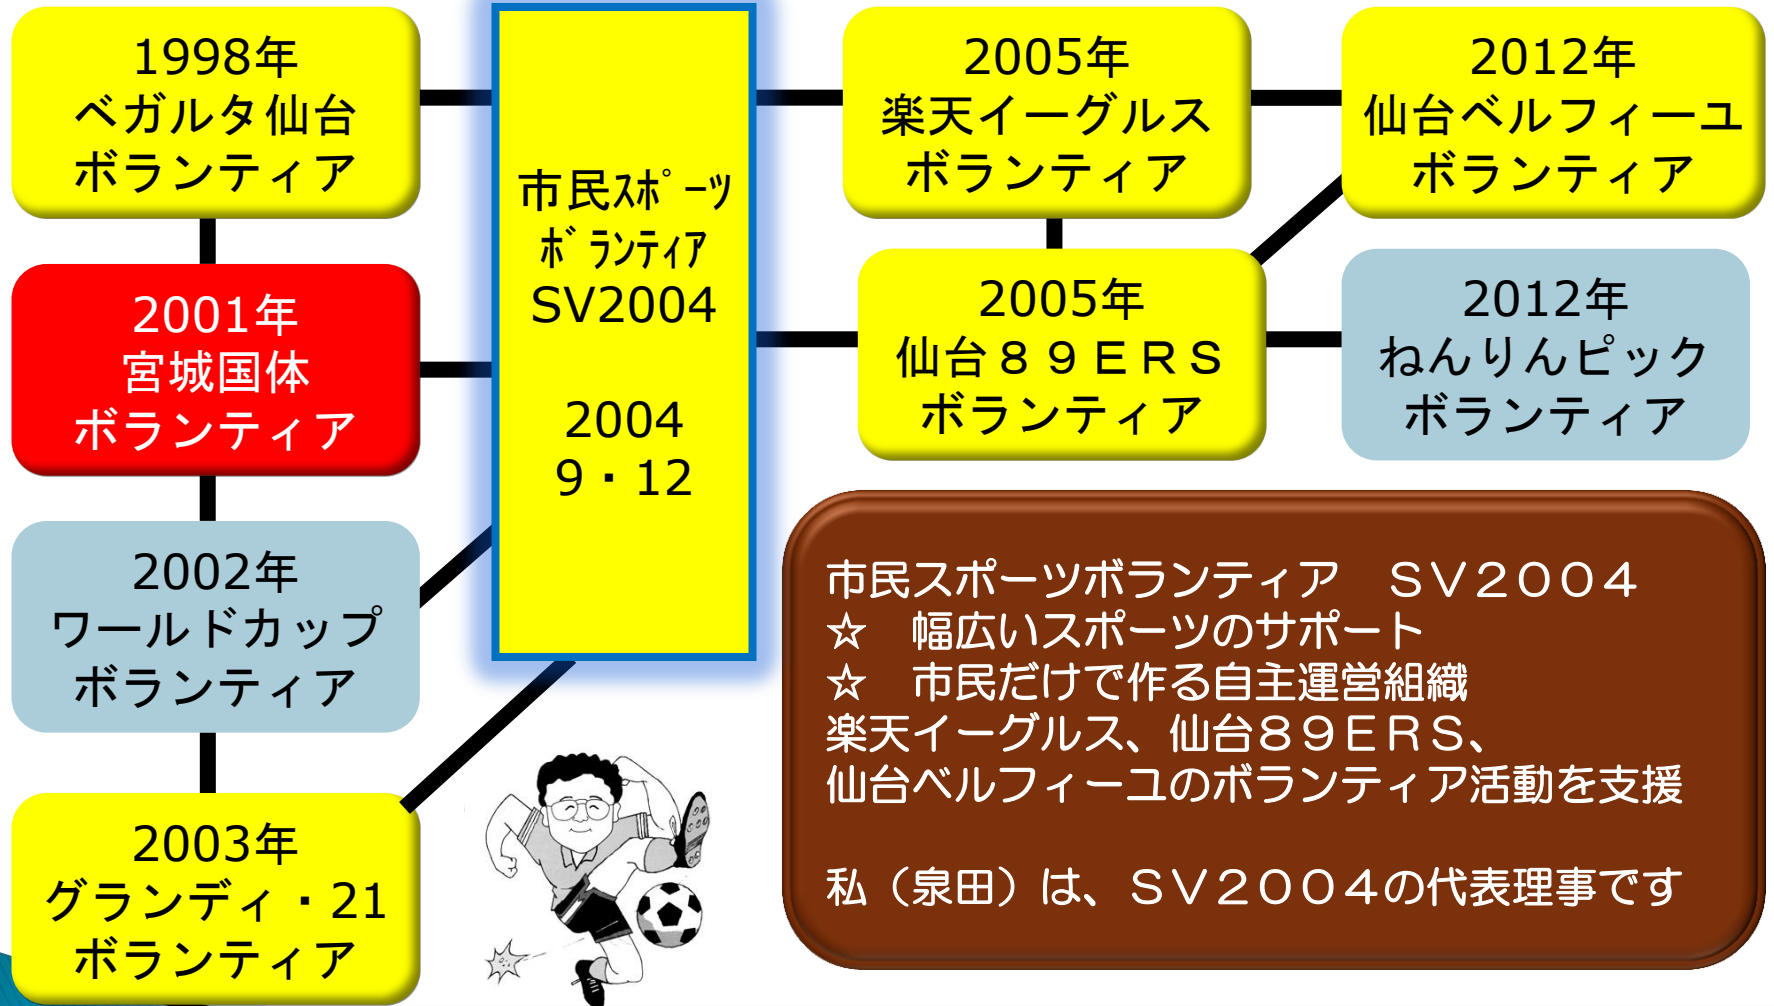 1998年
ベガルタ仙台
ボランティア
2001年
宮城国体
ボランティア
2002年
ワールドカップ
ボランティア
2003年
グランディ・21
ボランティア
市民ｽﾎﾟｰﾂ
ﾎﾞﾗﾝﾃｨｱ
SV2004
2004
9・12
2005年
楽天イーグルス
ボランティア
2012年
仙台ベルフィーユ
ボランティア
2005年
仙台８９ＥＲＳ
ボランティア
2012年
ねんりんピック
ボランティア
市民スポーツボランティア　ＳＶ２００４
☆　幅広いスポーツのサポート
☆　市民だけで作る自主運営組織
楽天イーグルス、仙台８９ＥＲＳ、
仙台ベルフィーユのボランティア活動を支援
私（泉田）は、ＳＶ２００４の代表理事です